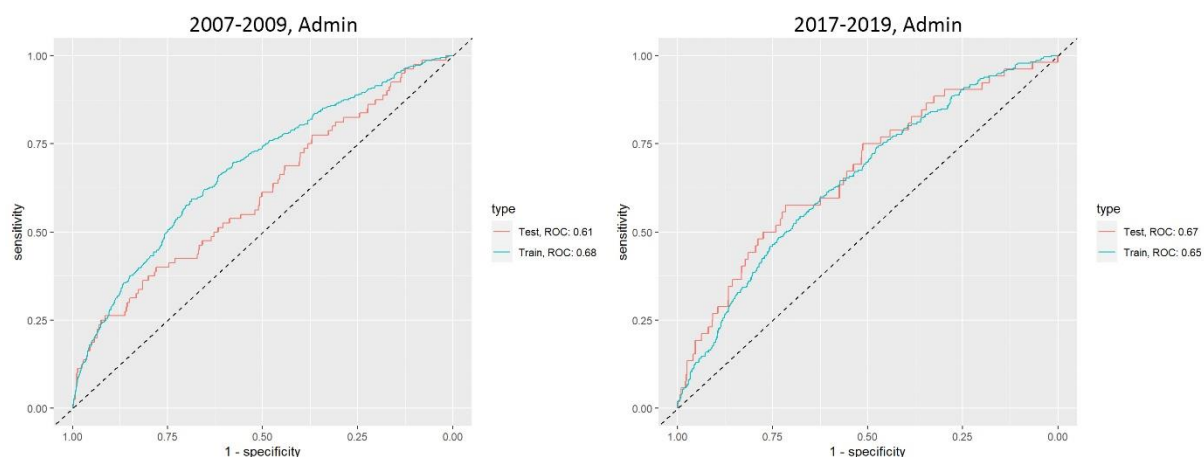 2007-2009, Admin
1.00
0.75
0.50
0.25
0.00
sensitivity
1.00
0.75
0.50
0.25
0.00
1 - specificity
type
Test, ROC: 0.61
Train, ROC: 0.68
2017-2019, Admin
1.00
0.75
0.50
0.25
0.00
sensitivity
1.00
0.75
0.50
0.25
0.00
1 - specificity
type
Test, ROC: 0.67
Train, ROC: 0.65